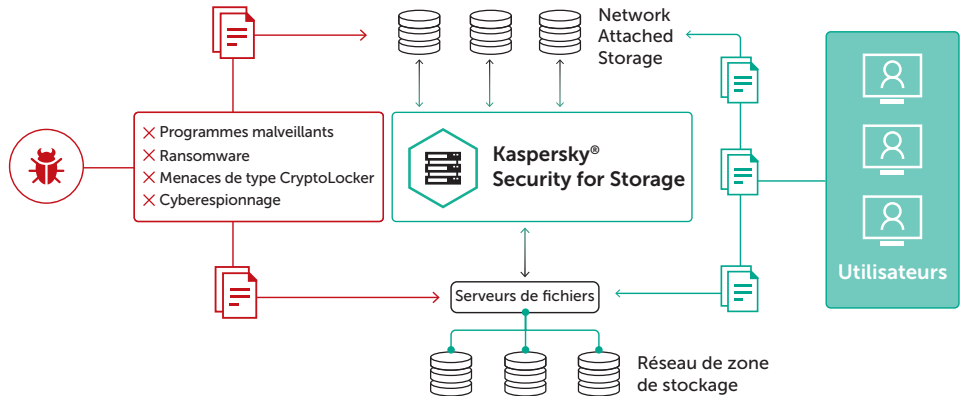 Network
Attached
Storage
Programmes malveillants
Ransomware
Menaces de type CryptoLocker
Cyberespionnage
Kaspersky®
Security for Storage
Utilisateurs
Serveurs de fichiers
Réseau de zone
de stockage